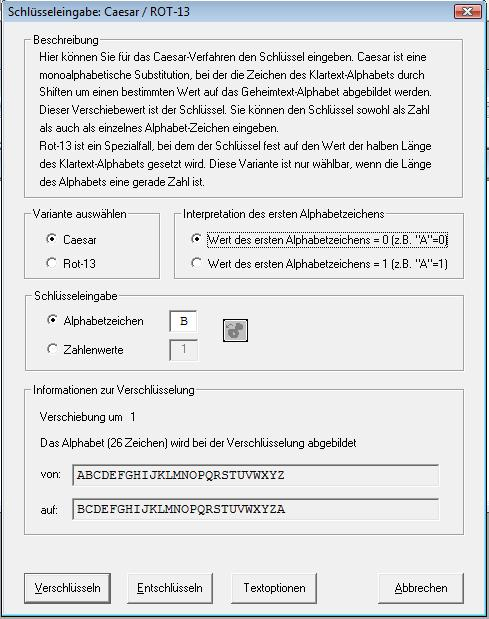 Schlüsseleingabe: Caesar / ROT-13
Beschreibung
Hier können Sie für das Caesar-Verfahren den Schlüssel eingeben. Caesar ist eine
monoalphabetische Substitution, bei der die Zeichen des Klartext-Alphabets durch
Shiften um einen bestimmten Wert auf das Geheimtext-Alphabet abgebildet werden.
Dieser Verschiebewert ist der Schlüssel. Sie können den Schlüssel sowohl als Zahl
als auch als einzelnes Alphabet-Zeichen eingeben.
Rot-13 ist ein Spezialfall, bei dem der Schlüssel fest auf den Wert der halben Länge
des Klartext-Alphabets gesetzt wird. Diese Variante ist nur wählbar, wenn die Länge
des Alphabets eine gerade Zahl ist.
Variante auswählen
Caesar
Rot-13
Interpretation des ersten Alphabetzeichens
Wert des ersten Alphabetzeichens = 0 (z.B. "A"=0)
Wert des ersten Alphabetzeichens = 1 (z.B. "A"=1)
Schlüsseleingabe
Alphabetzeichen B
Zahlenwerte 1
Informationen zur Verschlüsselung
Verschiebung um 1
Das Alphabet (26 Zeichen) wird bei der Verschlüsselung abgebildet
von: ABCDEFGHIJKLMNOPQRSTUVWXYZ
auf: BCDEFGHIJKLMNOPQRSTUVWXYZA
Verschlüsseln Entschlüsseln Textoptionen Abbrechen